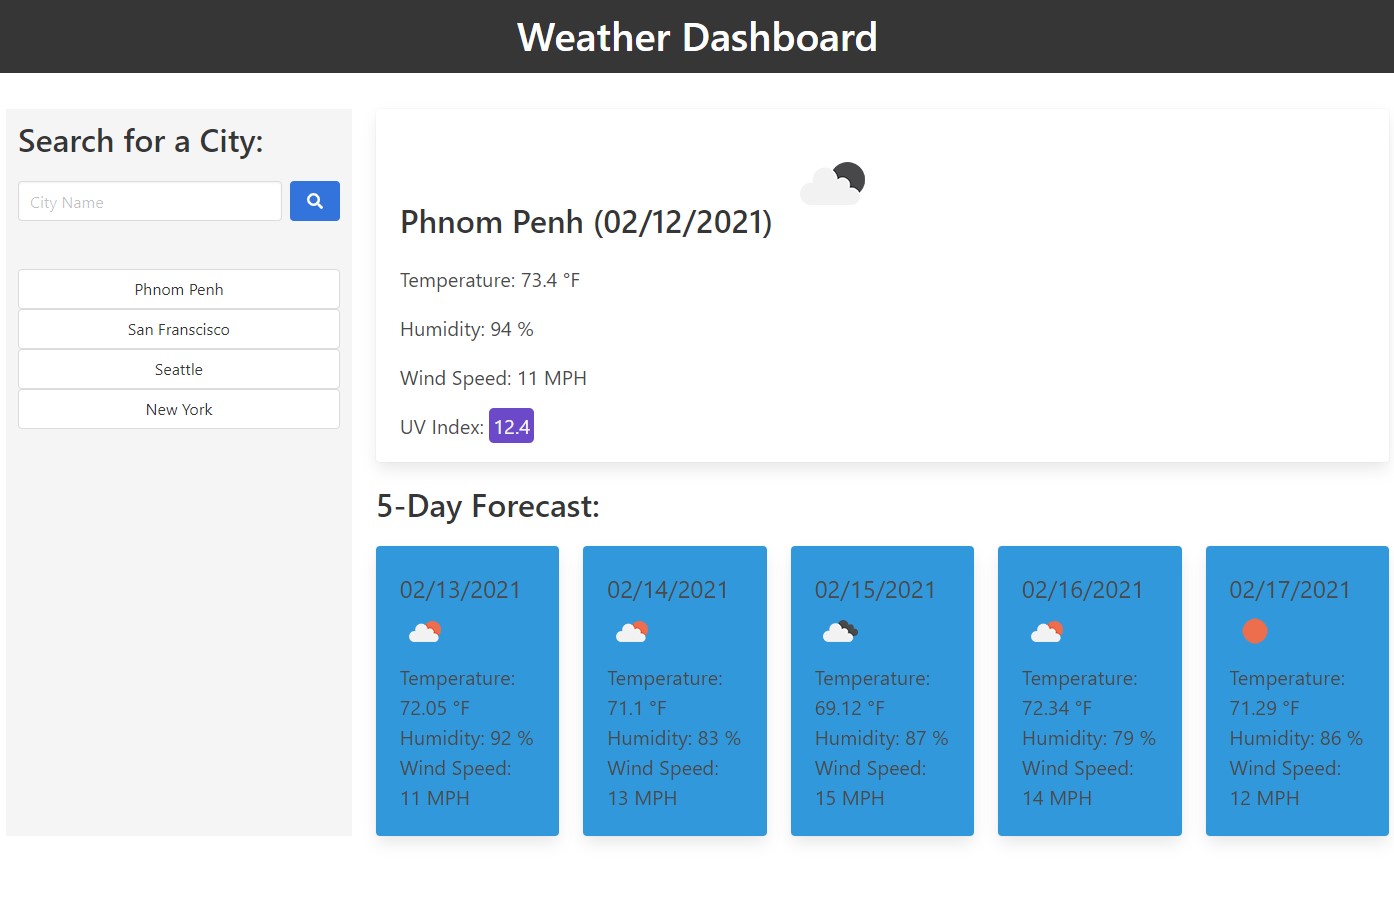 Weather Dashboard
Search for a City:
City Name
Phnom Penh
San Franscisco
Seattle
New York
Phnom Penh (02/12/2021)
Temperature: 73.4 °F
Humidity: 94 %
Wind Speed: 11 MPH
UV Index: 12.4
5-Day Forecast:
02/13/2021
Temperature:
72.05 °F
Humidity: 92 %
Wind Speed:
11 MPH
02/14/2021
Temperature:
71.1 °F
Humidity: 83 %
Wind Speed:
13 MPH
02/15/2021
Temperature:
69.12 °F
Humidity: 87 %
Wind Speed:
15 MPH
02/16/2021
Temperature:
72.34 °F
Humidity: 79 %
Wind Speed:
14 MPH
02/17/2021
Temperature:
71.29 °F
Humidity: 86 %
Wind Speed:
12 MPH